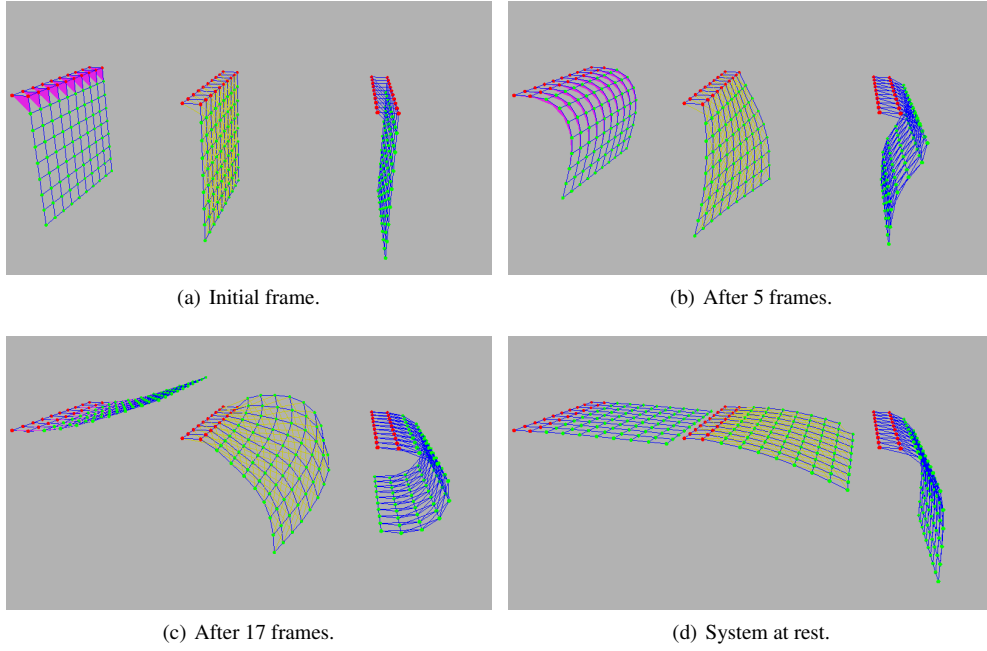 (a) Initial frame.
(b) After 5 frames.
(c) After 17 frames.
(d) System at rest.